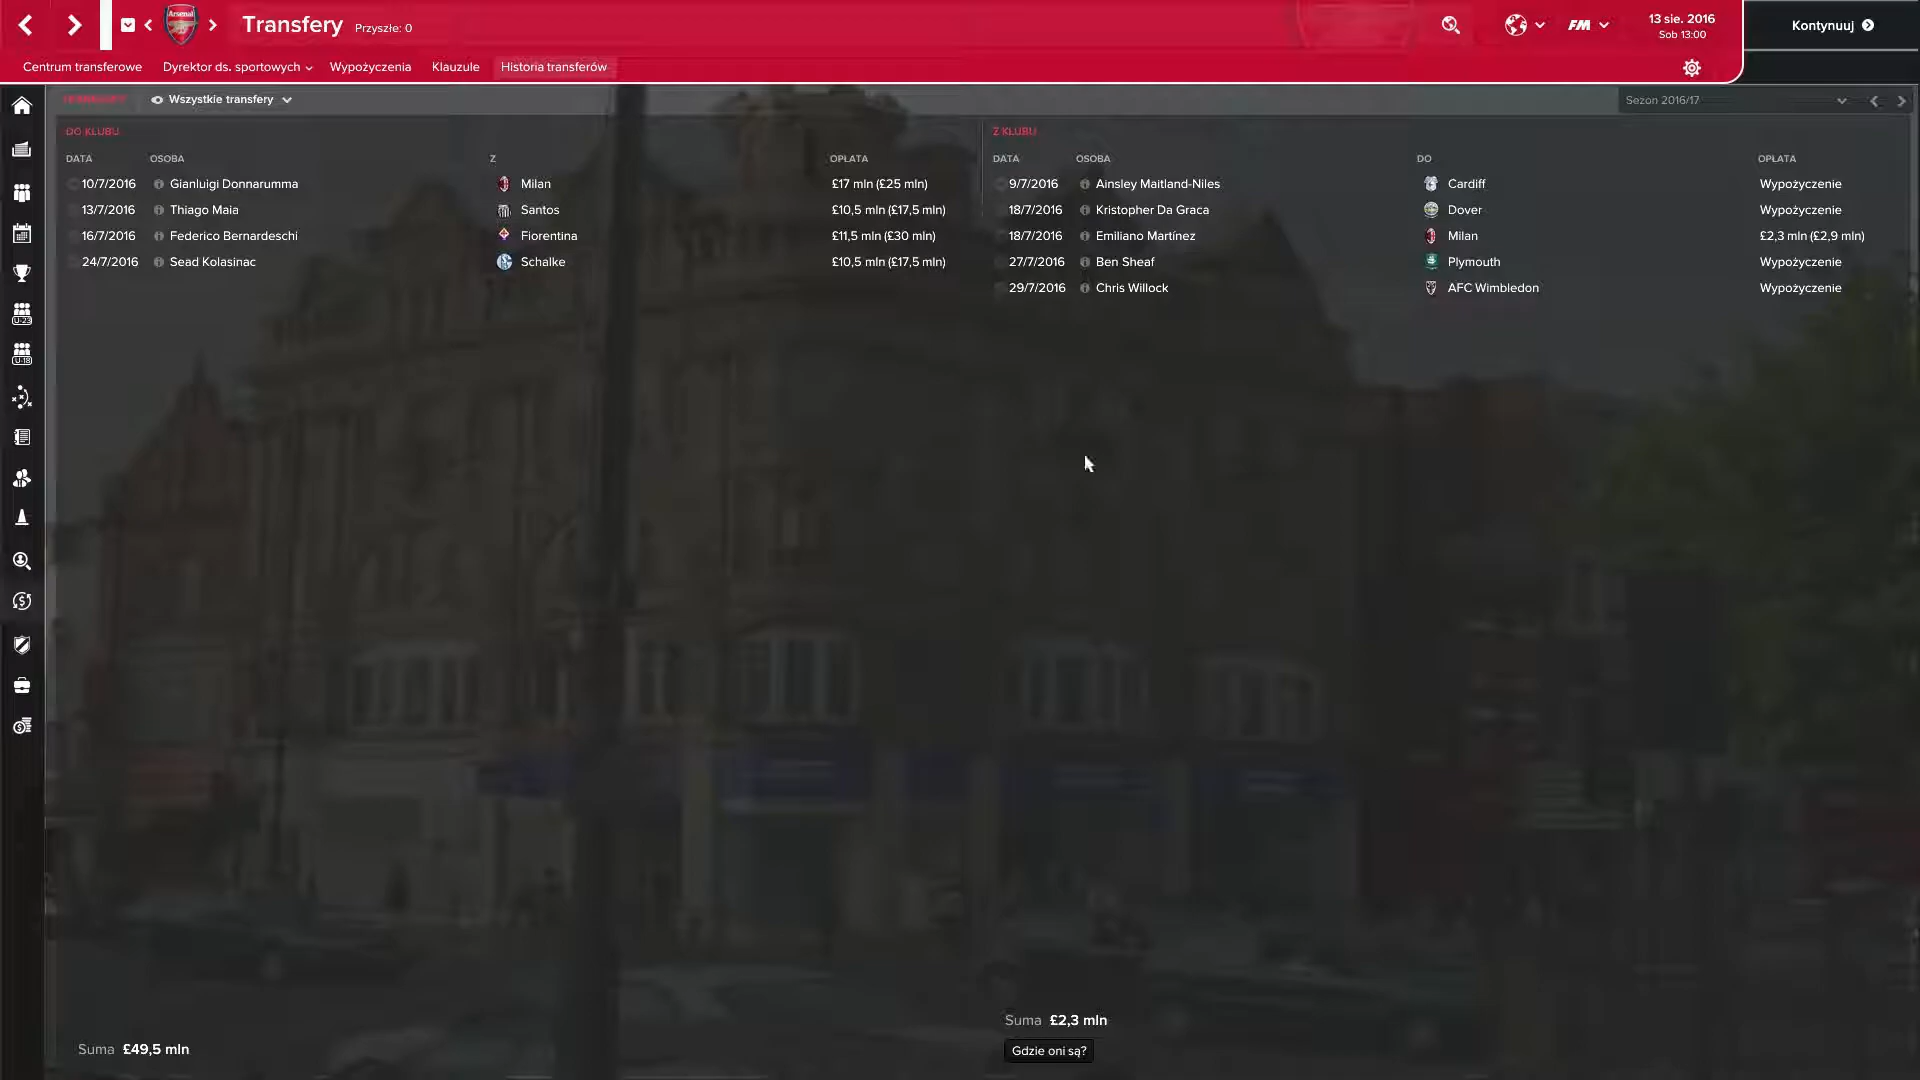 Arsenal
Transfery Przyszłe: 0
FM
13 sie. 2016
Sob 13:00
Kontynuuj
Centrum transferowe Dyrektor ds. sportowych Wypożyczenia Klauzule Historia transferów
TRANSFERY Wszystkie transfery Sezon 2016/17
DO KLUBU
DATA OSOBA Z OPŁATA
10/7/2016 Gianluigi Donnarumma Milan £17 mln (£25 mln)
13/7/2016 Thiago Maia Santos £10,5 mln (£17,5 mln)
16/7/2016 Federico Bernardeschi Fiorentina £11,5 mln (£30 mln)
24/7/2016 Sead Kolasinac Schalke £10,5 mln (£17,5 mln)
Suma £49,5 mln
Z KLUBU
DATA OSOBA DO OPŁATA
9/7/2016 Ainsley Maitland-Niles Cardiff Wypożyczenie
18/7/2016 Kristopher Da Graca Dover Wypożyczenie
18/7/2016 Emiliano Martínez Milan £2,3 mln (£2,9 mln)
27/7/2016 Ben Sheaf Plymouth Wypożyczenie
29/7/2016 Chris Willock AFC Wimbledon Wypożyczenie
Suma £2,3 mln
Gdzie oni są?
U-23
U-18